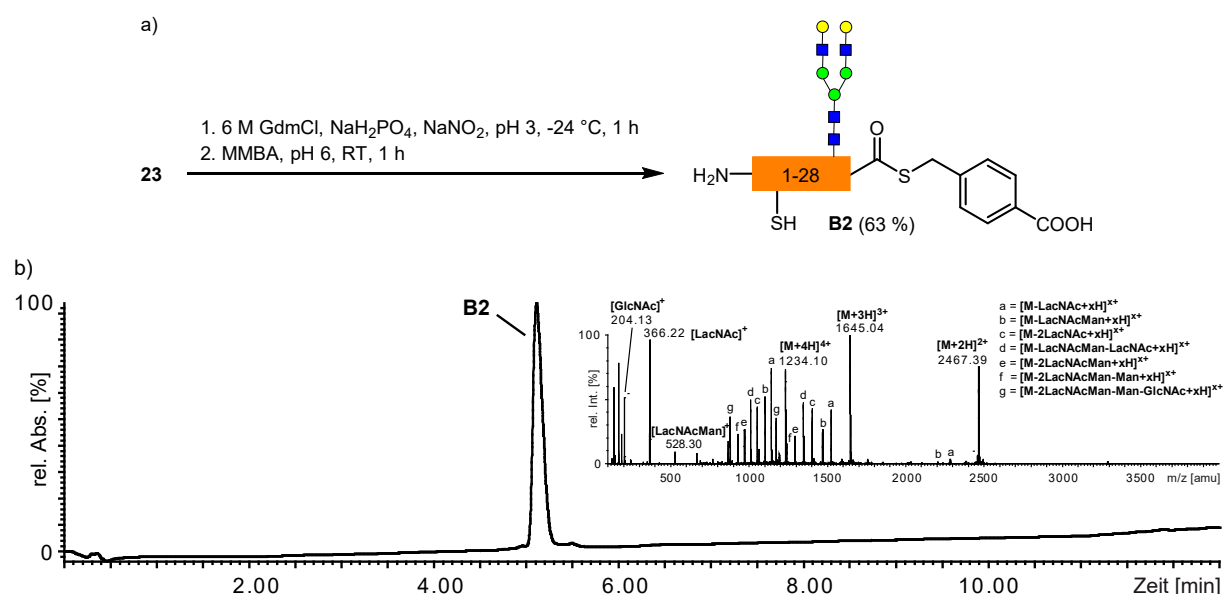 a)
1. 6 M GdmCl, NaH₂PO₄, NaNO₂, pH 3, -24 °C, 1 h
2. MMBA, pH 6, RT, 1 h
23
H₂N
1-28
SH
O
S
COOH
B2 (63 %)
b)
100
0
rel. Abs. [%]
B2
2.00
4.00
6.00
8.00
10.00
Zeit [min]
100
0
rel. Int. [%]
[GlcNAc]⁺
204.13
366.22
[LacNAc]⁺
[LacNAcMan]⁺
528.30
[M+4H]⁴⁺
1234.10
[M+3H]³⁺
1645.04
[M+2H]²⁺
2467.39
g
f
e
d
c
b
a
g
f
e
d
c
b
a
b
a
500
1000
1500
2000
2500
3000
3500
m/z [amu]
a = [M-LacNAc+xH]ˣ⁺
b = [M-LacNAcMan+xH]ˣ⁺
c = [M-2LacNAc+xH]ˣ⁺
d = [M-LacNAcMan-LacNAc+xH]ˣ⁺
e = [M-2LacNAcMan+xH]ˣ⁺
f = [M-2LacNAcMan-Man+xH]ˣ⁺
g = [M-2LacNAcMan-Man-GlcNAc+xH]ˣ⁺